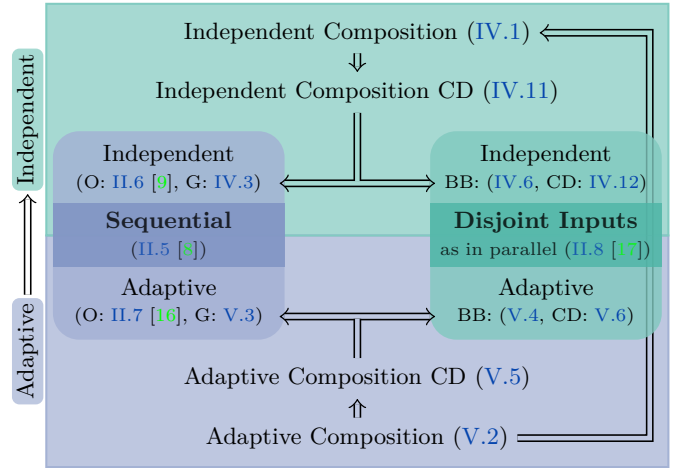 Independent Composition (IV.1)
Independent Composition CD (IV.11)
Independent
Independent
(O: II.6 [9], G: IV.3)
Independent
BB: (IV.6, CD: IV.12)
Sequential
(II.5 [8])
Disjoint Inputs
as in parallel (II.8 [17])
Adaptive
Adaptive
(O: II.7 [16], G: V.3)
Adaptive
BB: (V.4, CD: V.6)
Adaptive Composition CD (V.5)
Adaptive Composition (V.2)